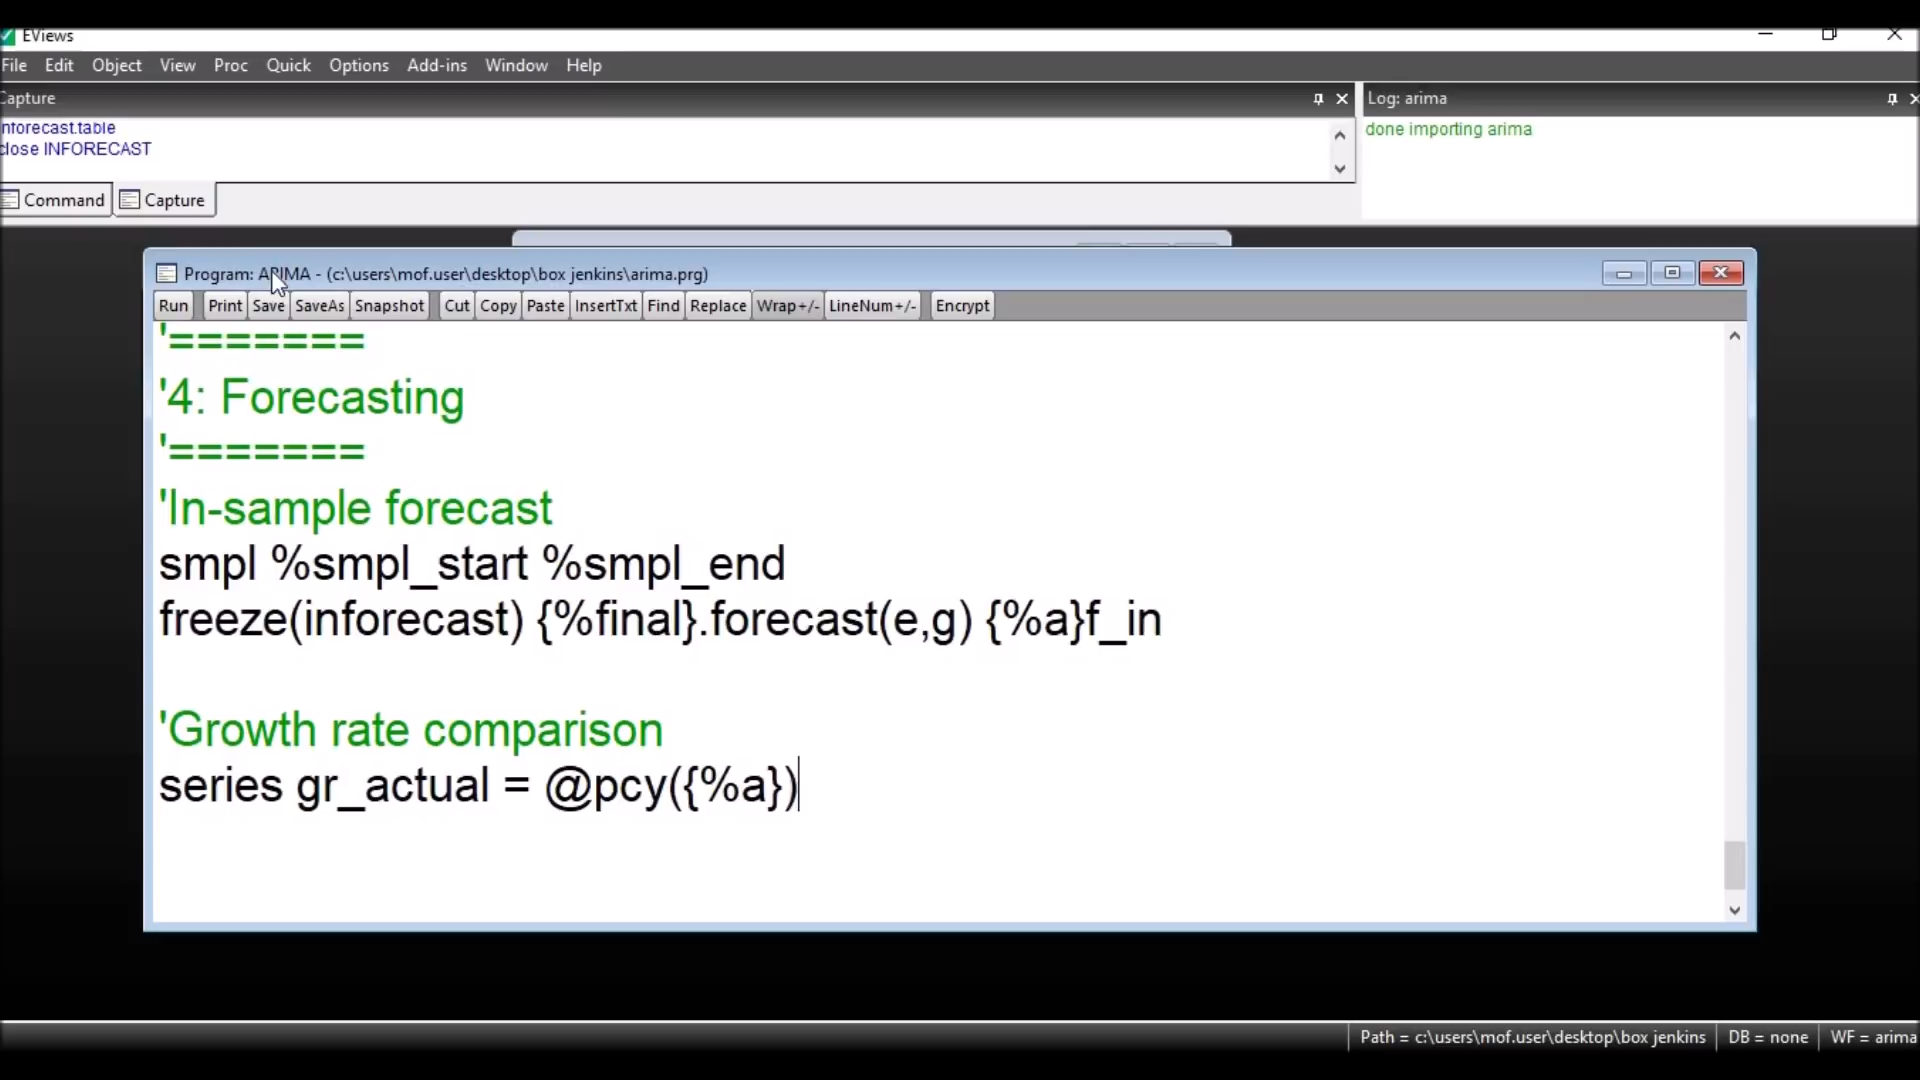 EViews
File Edit Object View Proc Quick Options Add-ins Window Help
Capture
Log: arima
nforecast.table
close INFORECAST
done importing arima
Command Capture
Program: ARIMA - (c:\users\mof.user\desktop\box jenkins\arima.prg)
Run Print Save SaveAs Snapshot Cut Copy Paste InsertTxt Find Replace Wrap+/- LineNum+/- Encrypt
'=======
'4: Forecasting
'=======
'In-sample forecast
smpl %smpl_start %smpl_end
freeze(inforecast) {%final}.forecast(e,g) {%a}f_in
'Growth rate comparison
series gr_actual = @pcy({%a})
Path = c:\users\mof.user\desktop\box jenkins DB = none WF = arima